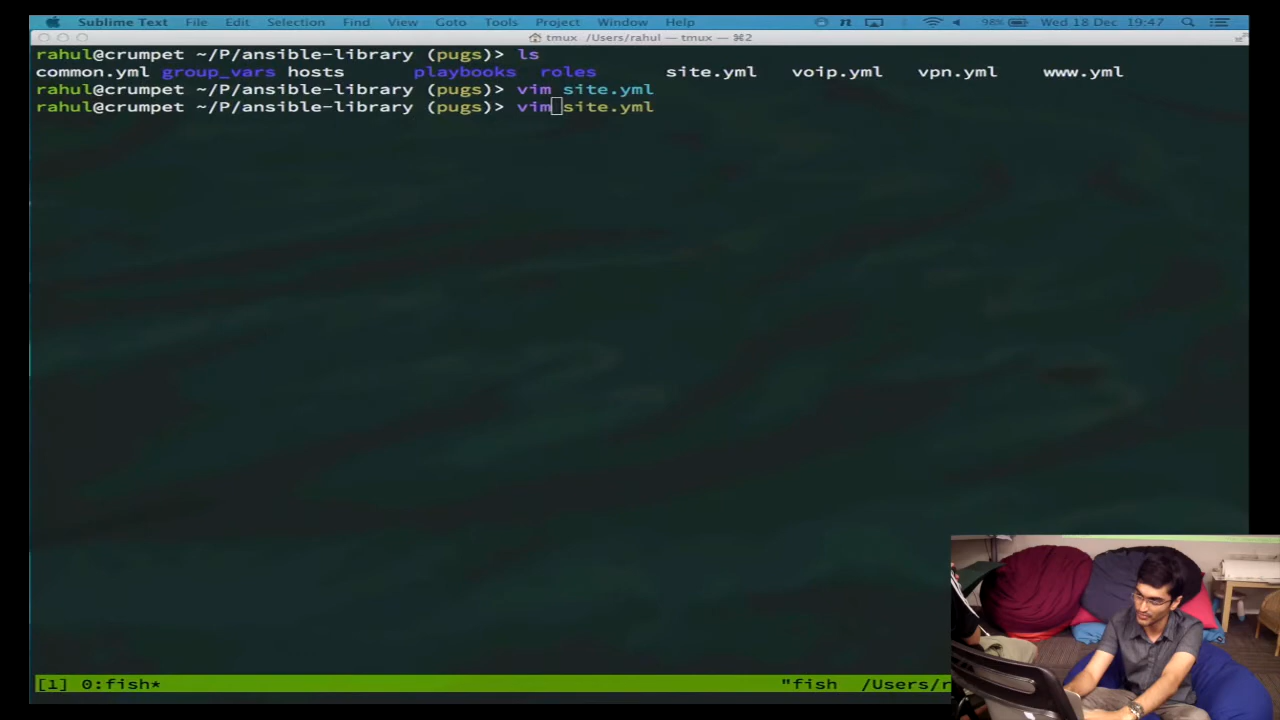 Sublime Text File Edit Selection Find View Goto Tools Project Window Help 98% Wed 18 Dec 19:47
tmux /Users/rahul — tmux — ⌘2
rahul@crumpet ~/P/ansible-library (pugs)> ls
common.yml group_vars hosts playbooks roles site.yml voip.yml vpn.yml www.yml
rahul@crumpet ~/P/ansible-library (pugs)> vim site.yml
rahul@crumpet ~/P/ansible-library (pugs)> vim site.yml
[1] 0:fish* "fish /Users/r